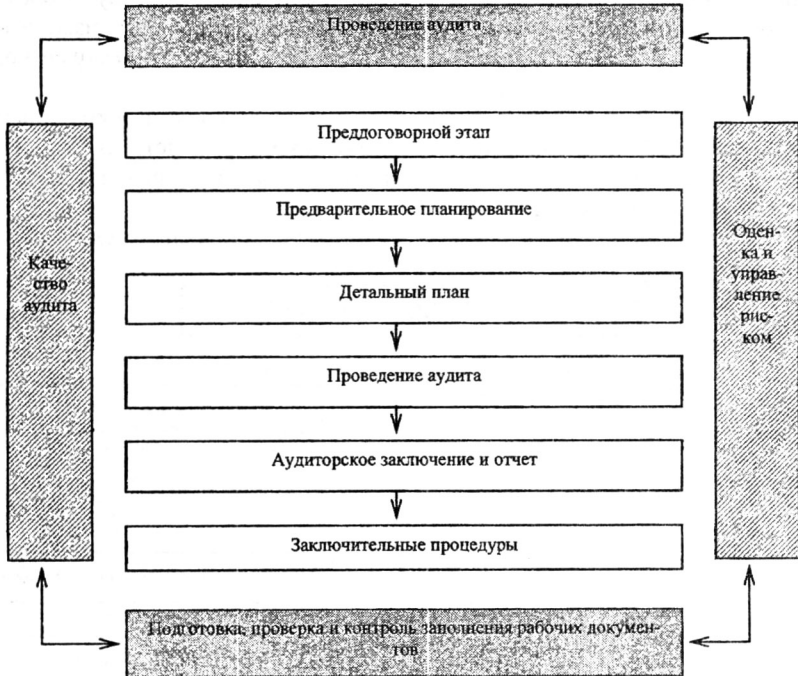 Проведение аудита
Преддоговорной этап
Предварительное планирование
Детальный план
Проведение аудита
Аудиторское заключение и отчет
Заключительные процедуры
Каче-
ство
аудита
Оцен-
ка и
управ-
ление
рис-
ком
Подготовка, проверка и контроль заполнения рабочих докумен-
тов